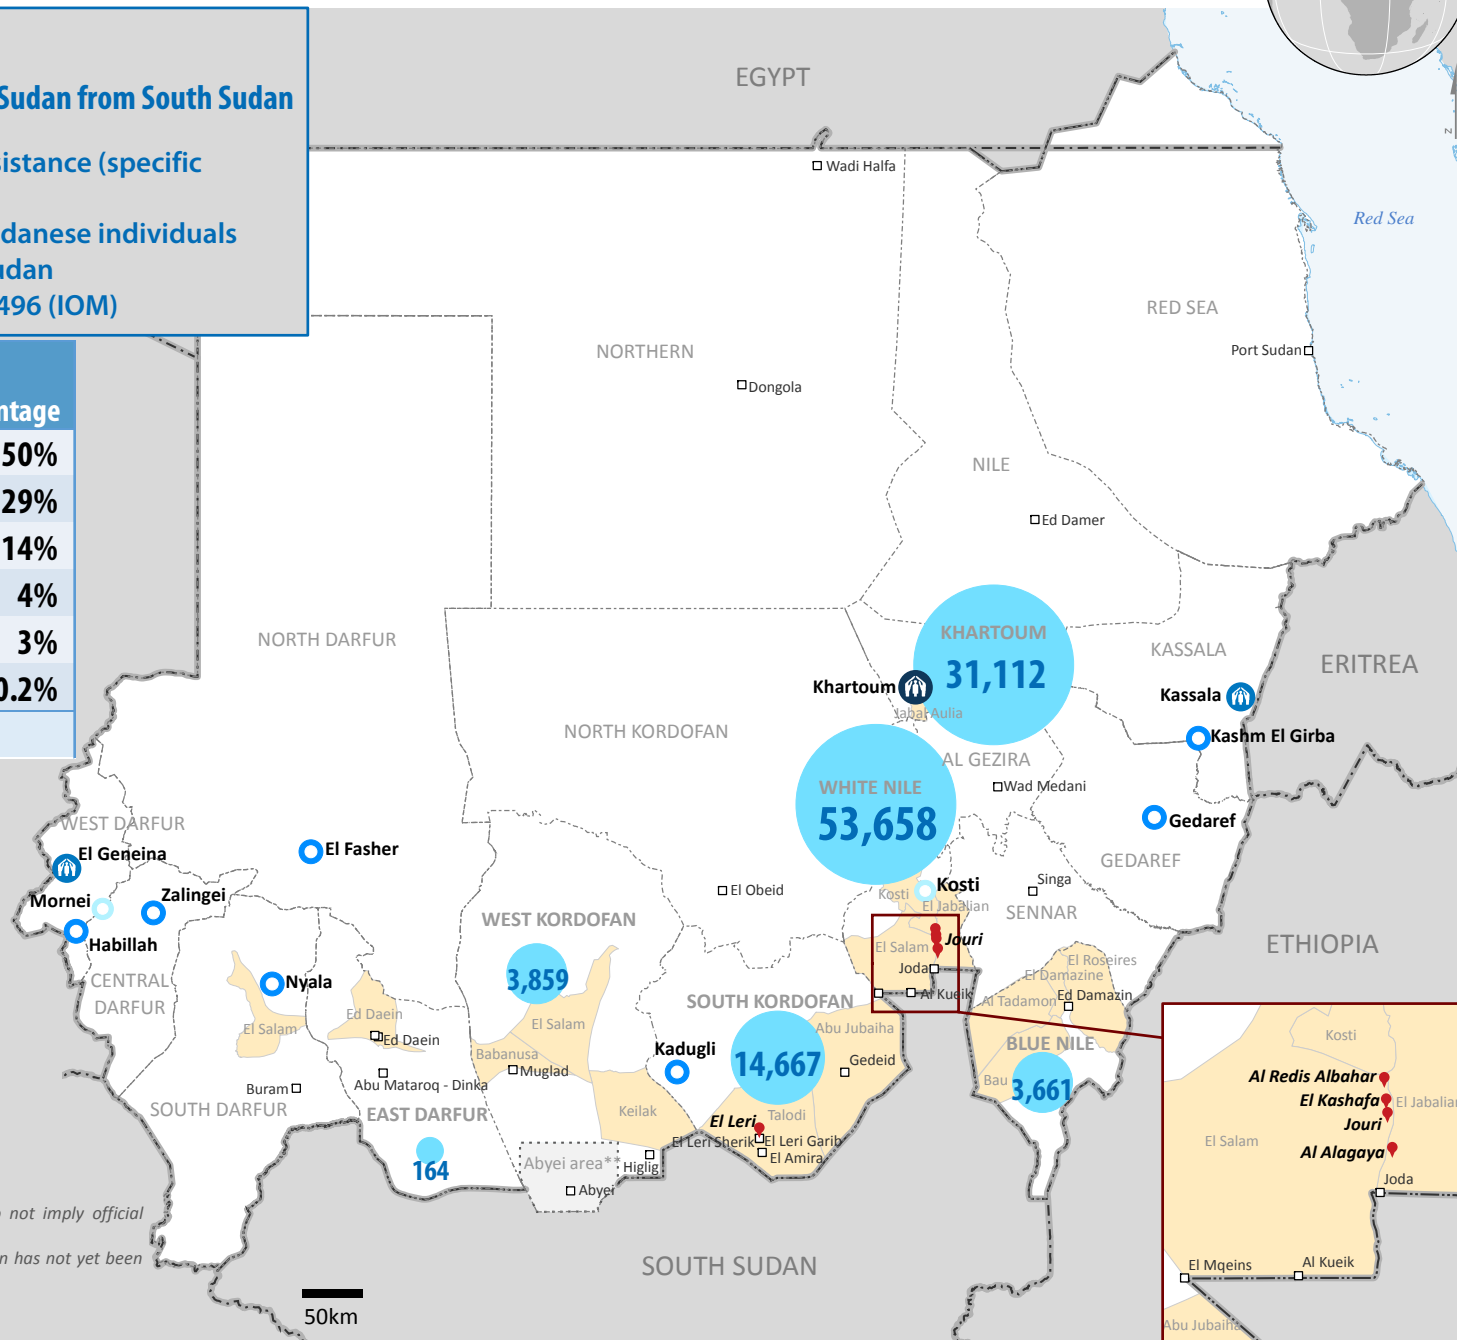 Sudan from South Sudan
sistance (specific
danese individuals
udan
496 (IOM)
ntage
50%
29%
14%
4%
3%
0.2%
EGYPT
Wadi Halfa
Red Sea
RED SEA
Port Sudan
NORTHERN
Dongola
NILE
Ed Damer
NORTH DARFUR
KHARTOUM
31,112
Khartoum
Jabal Aulia
KASSALA
Kassala
ERITREA
Kashm El Girba
NORTH KORDOFAN
AL GEZIRA
Wad Medani
WHITE NILE
53,658
Gedaref
GEDAREF
WEST DARFUR
El Geneina
El Fasher
Mornei
Zalingei
Habillah
El Obeid
Kosti
Kosti
El Jabalian
Singa
SENNAR
WEST KORDOFAN
3,859
El Salam
Jouri
Joda
Al Kueik
ETHIOPIA
CENTRAL
DARFUR
Nyala
El Salam
Ed Daein
Ed Daein
El Salam
SOUTH KORDOFAN
Abu Jubaiha
14,667
Gedeid
El Roseires
El Damazine
Al Tadamon
Ed Damazin
BLUE NILE
Bau
3,661
Babanusa
Muglad
Kadugli
Abu Mataroq - Dinka
Buram
SOUTH DARFUR
EAST DARFUR
164
Keilak
El Leri
Talodi
El Leri Sherik
El Leri Garib
El Amira
Abyei area**
Higlig
Abyei
SOUTH SUDAN
Kosti
Al Redis Albahar
El Kashafa
El Jabalian
Jouri
El Salam
Al Alagaya
Joda
El Mqeins
Al Kueik
Abu Jubaiha
not imply official
n has not yet been
50km
N